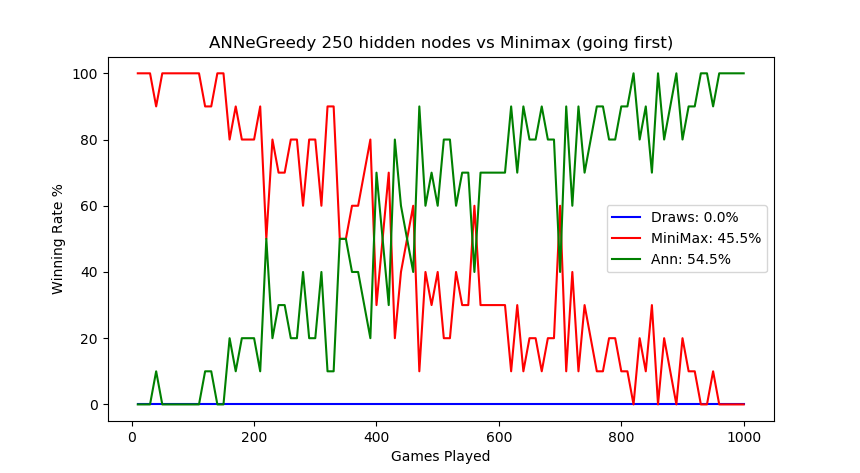 ANNeGreedy 250 hidden nodes vs Minimax (going first)
100
80
60
40
20
0
Winning Rate %
Draws: 0.0%
MiniMax: 45.5%
Ann: 54.5%
0 200 400 600 800 1000
Games Played